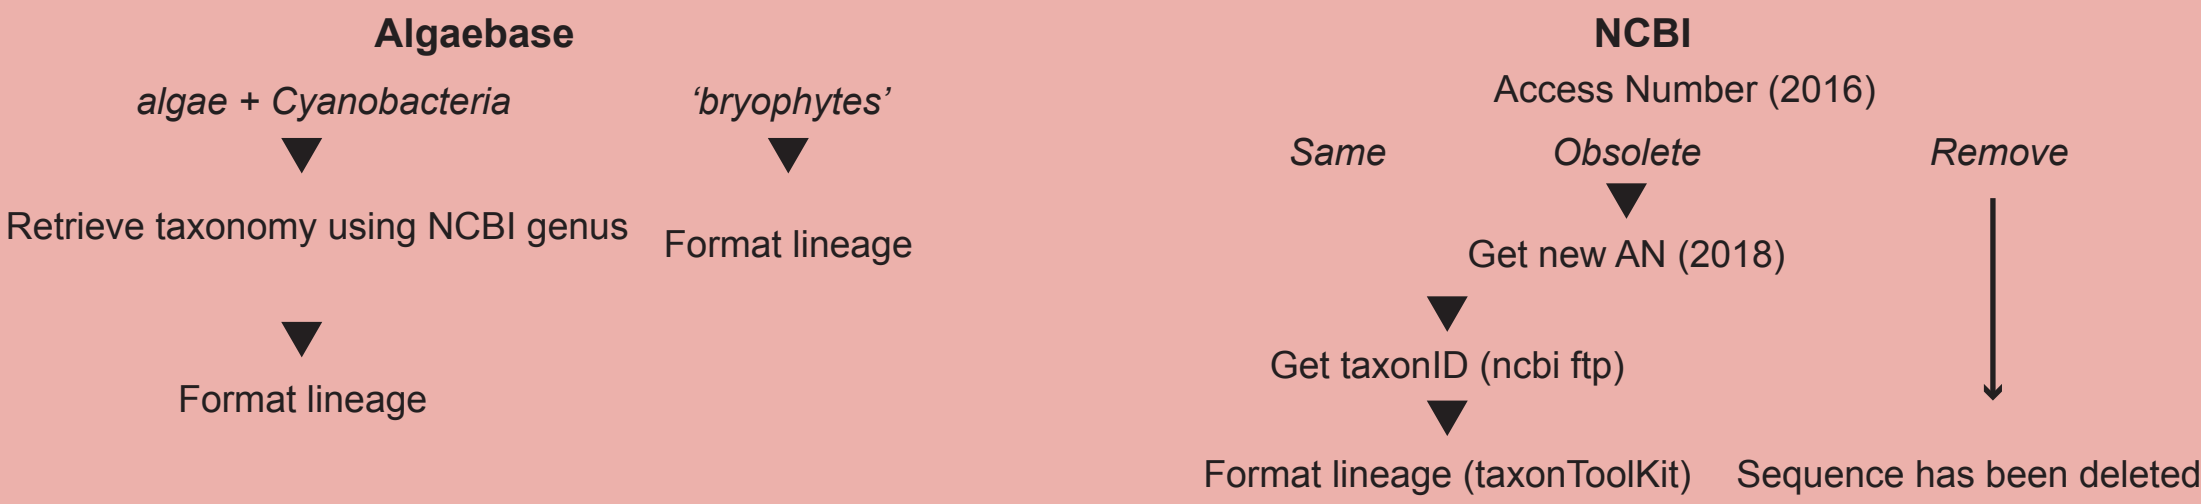 Algaebase
algae + Cyanobacteria
‘bryophytes’
Retrieve taxonomy using NCBI genus
Format lineage
Format lineage
NCBI
Access Number (2016)
Same
Obsolete
Remove
Get new AN (2018)
Get taxonID (ncbi ftp)
Format lineage (taxonToolKit)
Sequence has been deleted